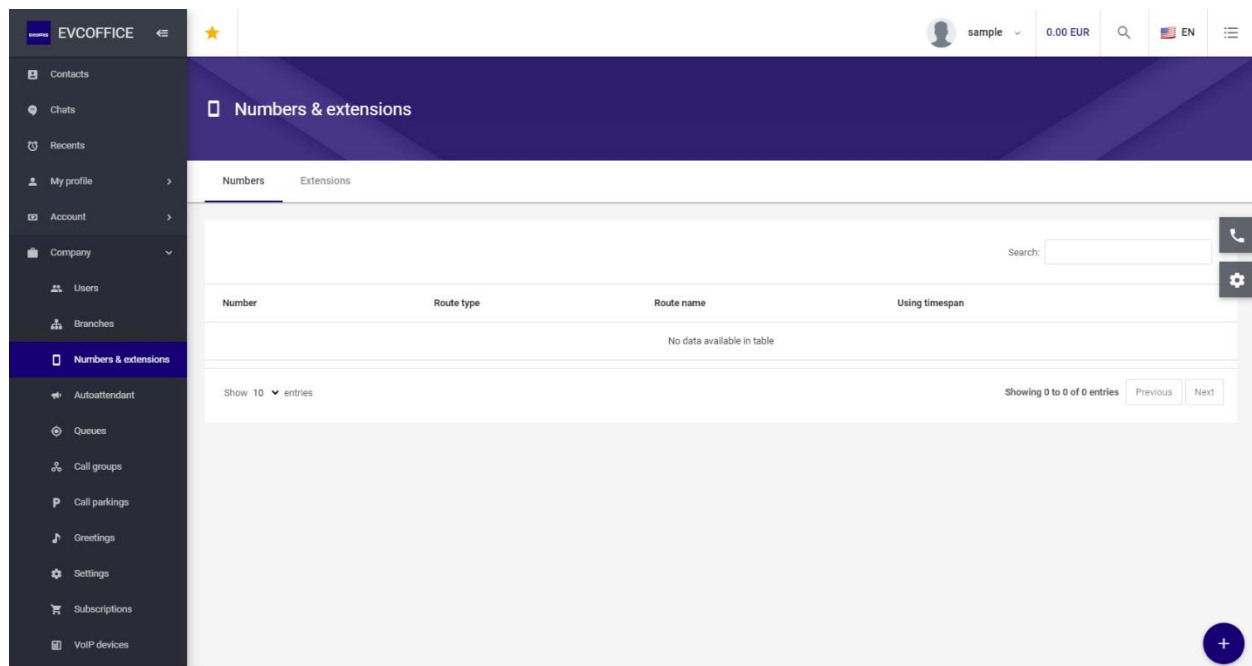 EVCOFFICE
sample 0.00 EUR EN
Contacts
Chats
Recents
My profile
Account
Company
Users
Branches
Numbers & extensions
Autoattendant
Queues
Call groups
Call parkings
Greetings
Settings
Subscriptions
VoIP devices
Numbers & extensions
Numbers Extensions
Search:
Number Route type Route name Using timespan
No data available in table
Show 10 entries Showing 0 to 0 of 0 entries Previous Next